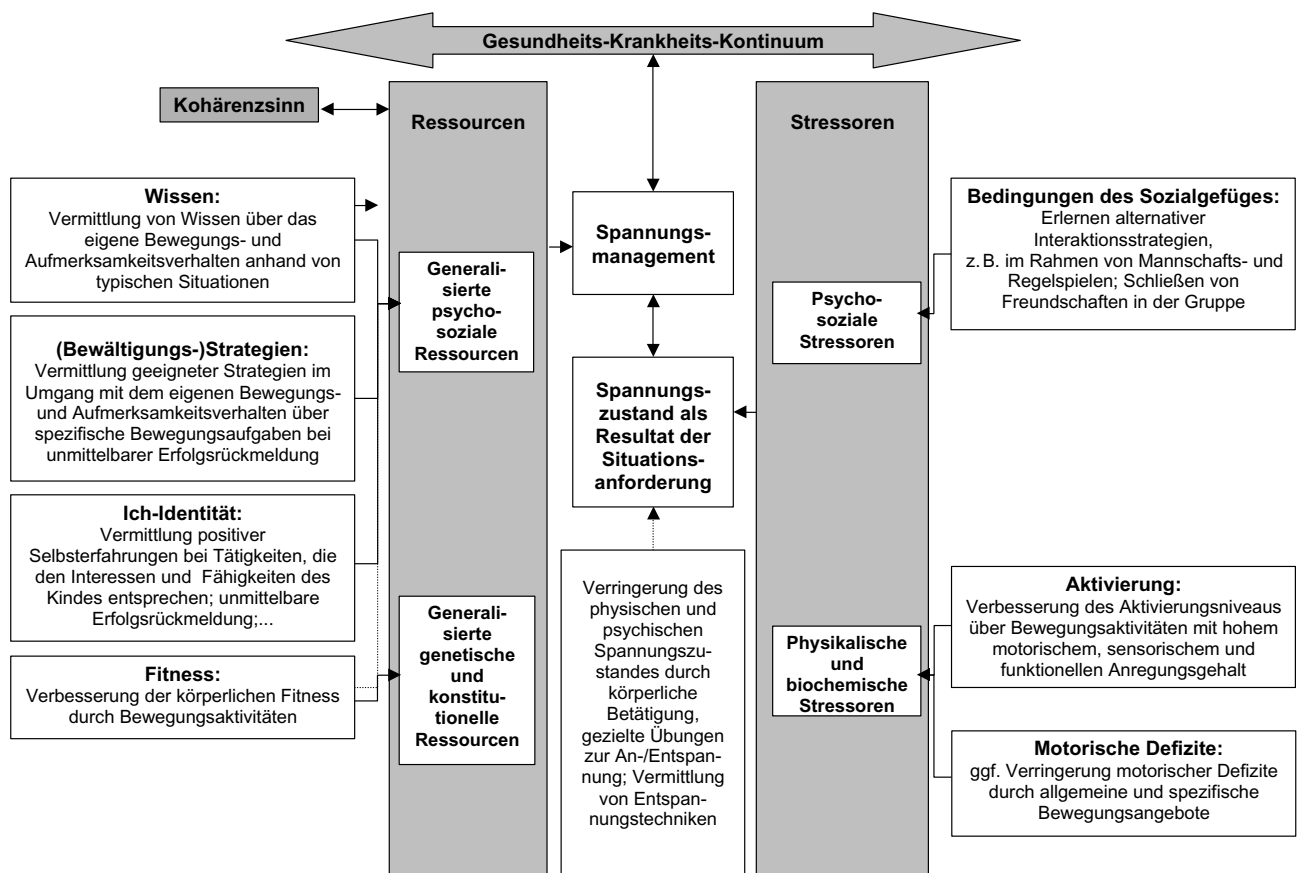 Gesundheits-Krankheits-Kontinuum
Kohärenzsinn
Ressourcen
Stressoren
Wissen:
Vermittlung von Wissen über das
eigene Bewegungs- und
Aufmerksamkeitsverhalten anhand von
typischen Situationen
(Bewältigungs-)Strategien:
Vermittlung geeigneter Strategien im
Umgang mit dem eigenen Bewegungs-
und Aufmerksamkeitsverhalten über
spezifische Bewegungsaufgaben bei
unmittelbarer Erfolgsrückmeldung
Ich-Identität:
Vermittlung positiver
Selbsterfahrungen bei Tätigkeiten, die
den Interessen und Fähigkeiten des
Kindes entsprechen; unmittelbare
Erfolgsrückmeldung;...
Fitness:
Verbesserung der körperlichen Fitness
durch Bewegungsaktivitäten
Generali-
sierte
psycho-
soziale
Ressourcen
Generali-
sierte
genetische
und
konstitu-
tionelle
Ressourcen
Spannungs-
management
Spannungs-
zustand als
Resultat der
Situations-
anforderung
Verringerung des
physischen und
psychischen
Spannungszu-
standes durch
körperliche
Betätigung,
gezielte Übungen
zur An-/Entspan-
nung; Vermittlung
von Entspan-
nungstechniken
Psycho-
soziale
Stressoren
Physikalische
und
biochemische
Stressoren
Bedingungen des Sozialgefüges:
Erlernen alternativer
Interaktionsstrategien,
z. B. im Rahmen von Mannschafts- und
Regelspielen; Schließen von
Freundschaften in der Gruppe
Aktivierung:
Verbesserung des Aktivierungsniveaus
über Bewegungsaktivitäten mit hohem
motorischem, sensorischem und
funktionellen Anregungsgehalt
Motorische Defizite:
ggf. Verringerung motorischer Defizite
durch allgemeine und spezifische
Bewegungsangebote